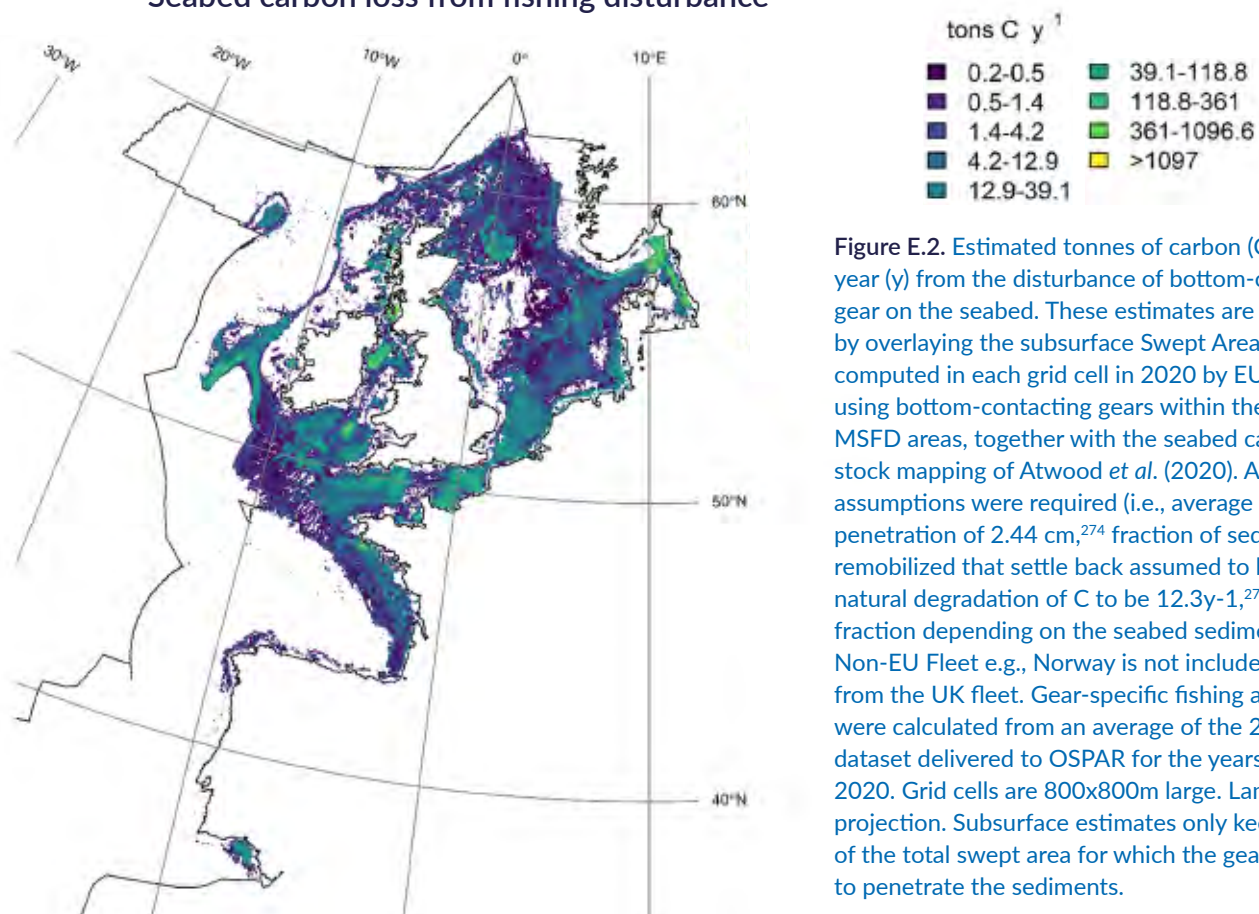 Seabed carbon loss from fishing disturbance
30°W
20°W
10°W
0°
10°E
60°N
50°N
40°N
tons C y ¹
0.2-0.5
0.5-1.4
1.4-4.2
4.2-12.9
12.9-39.1
39.1-118.8
118.8-361
361-1096.6
>1097
Figure E.2. Estimated tonnes of carbon (
year (y) from the disturbance of bottom-
gear on the seabed. These estimates are
by overlaying the subsurface Swept Area
computed in each grid cell in 2020 by EU
using bottom-contacting gears within the
MSFD areas, together with the seabed ca
stock mapping of Atwood et al. (2020). A
assumptions were required (i.e., average
penetration of 2.44 cm,²⁷⁴ fraction of sed
remobilized that settle back assumed to
natural degradation of C to be 12.3y-1,²⁷
fraction depending on the seabed sedime
Non-EU Fleet e.g., Norway is not include
from the UK fleet. Gear-specific fishing a
were calculated from an average of the 2
dataset delivered to OSPAR for the years
2020. Grid cells are 800x800m large. Lar
projection. Subsurface estimates only kee
of the total swept area for which the gea
to penetrate the sediments.